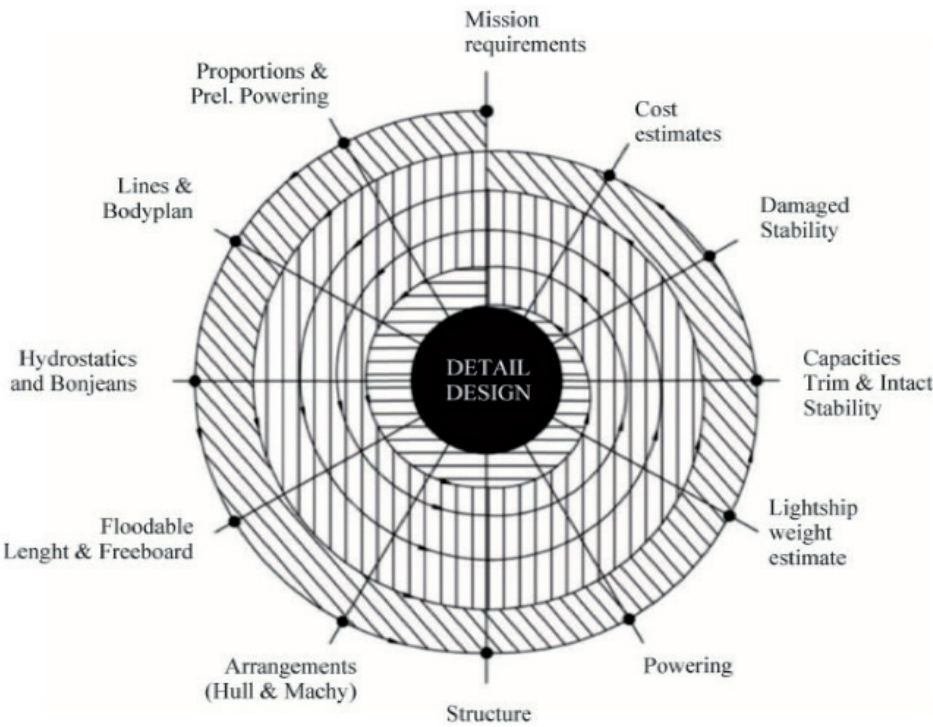 Mission
requirements
Proportions &
Prel. Powering
Cost
estimates
Lines &
Bodyplan
Damaged
Stability
Hydrostatics
and Bonjeans
DETAIL
DESIGN
Capacities
Trim & Intact
Stability
Floodable
Lenght & Freeboard
Lightship
weight
estimate
Arrangements
(Hull & Machy)
Powering
Structure